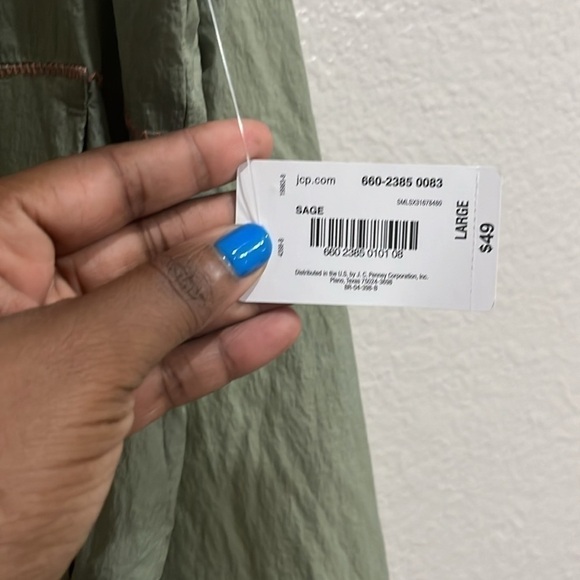 jcp.com 660-2385 0083
SAGE
660 2385 0101 08
Distributed in the U.S. by J. C. Penney Corporation, Inc.
Plano, Texas 75024-3698
LARGE
$49